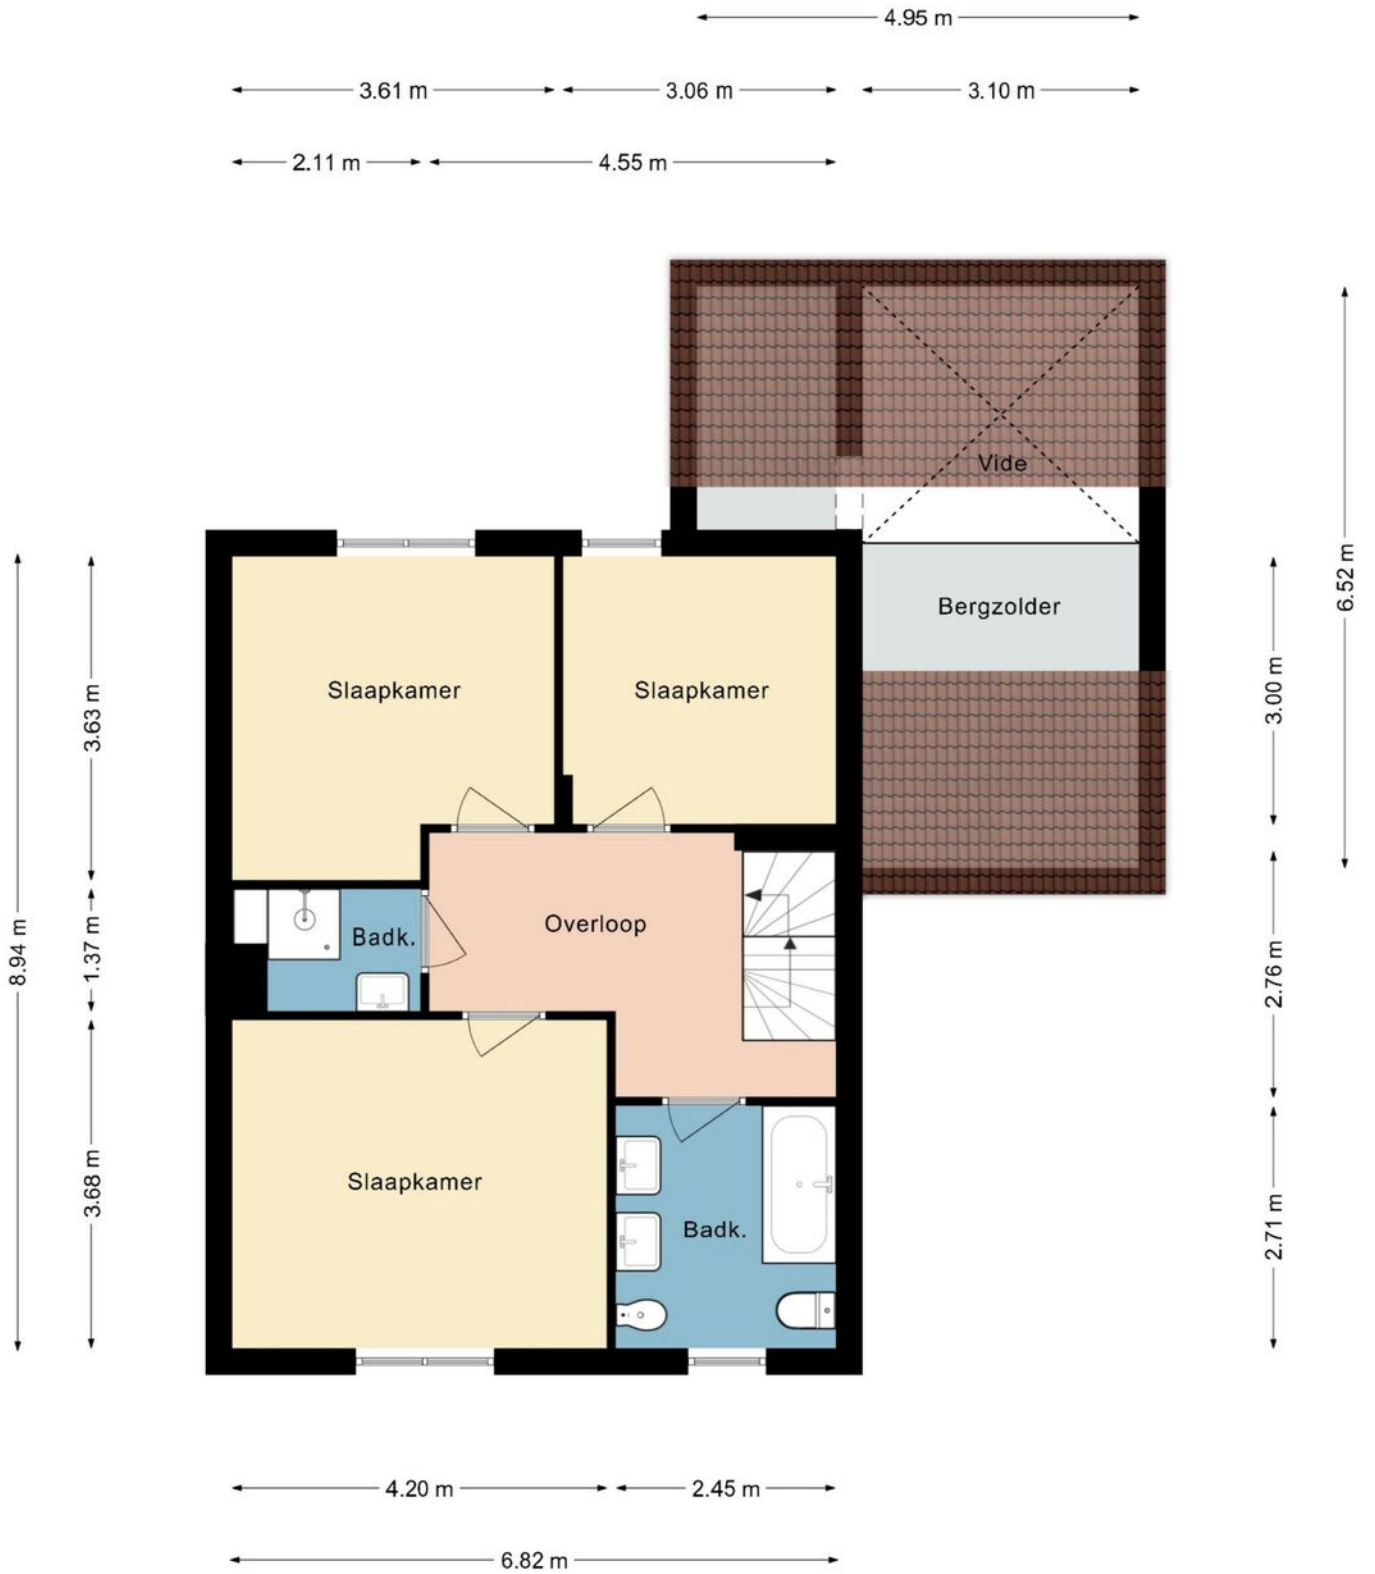 4.95 m
3.61 m
3.06 m
3.10 m
2.11 m
4.55 m
Vide
6.52 m
Bergzolder
Slaapkamer
Slaapkamer
3.63 m
3.00 m
Overloop
Badk.
8.94 m
1.37 m
2.76 m
Slaapkamer
3.68 m
Badk.
2.71 m
4.20 m
2.45 m
6.82 m